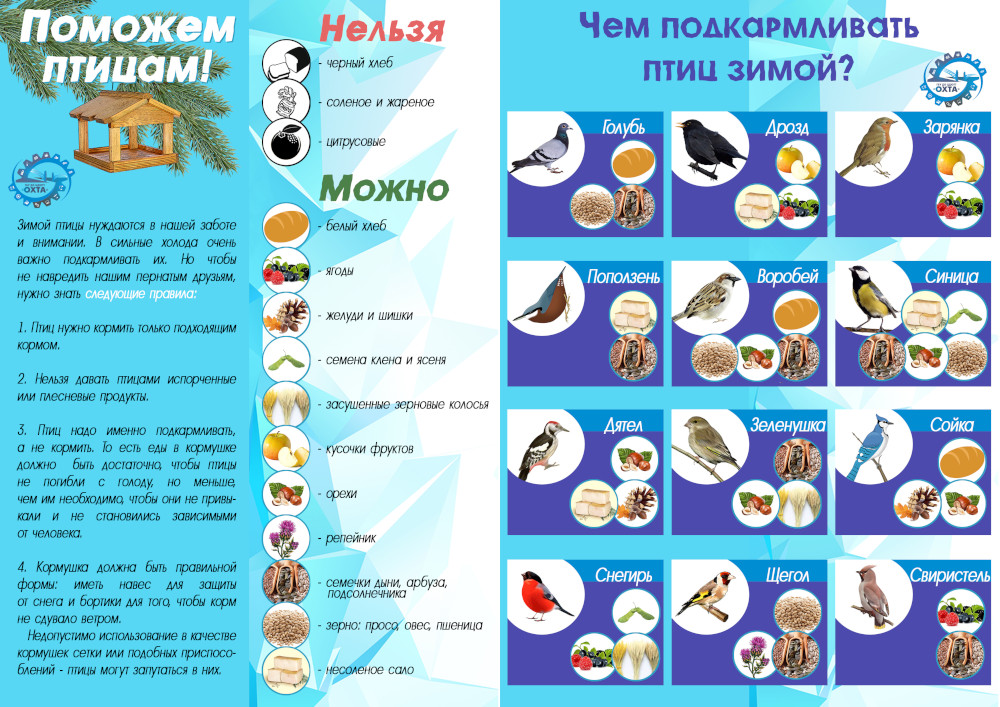 Поможем
птицам!
ОХТА
Зимой птицы нуждаются в нашей заботе
и внимании. В сильные холода очень
важно подкармливать их. Но чтобы
не навредить нашим пернатым друзьям,
нужно знать следующие правила:
1. Птиц нужно кормить только подходящим
кормом.
2. Нельзя давать птицами испорченные
или плесневые продукты.
3. Птиц надо именно подкармливать,
а не кормить. То есть еды в кормушке
должно быть достаточно, чтобы птицы
не погибли с голоду, но меньше,
чем им необходимо, чтобы они не привы-
кали и не становились зависимыми
от человека.
4. Кормушка должна быть правильной
формы: иметь навес для защиты
от снега и бортики для того, чтобы корм
не сдувало ветром.
Недопустимо использование в качестве
кормушек сетки или подобных приспосо-
блений - птицы могут запутаться в них.
Нельзя
- черный хлеб
- соленое и жареное
- цитрусовые
Можно
- белый хлеб
- ягоды
- желуди и шишки
- семена клена и ясеня
- засушенные зерновые колосья
- кусочки фруктов
- орехи
- репейник
- семечки дыни, арбуза,
подсолнечника
- зерно: просо, овес, пшеница
- несоленое сало
Чем подкармливать
птиц зимой?
ОХТА
Голубь
Дрозд
Зарянка
Поползень
Воробей
Синица
Дятел
Зеленушка
Сойка
Снегирь
Щегол
Свиристель